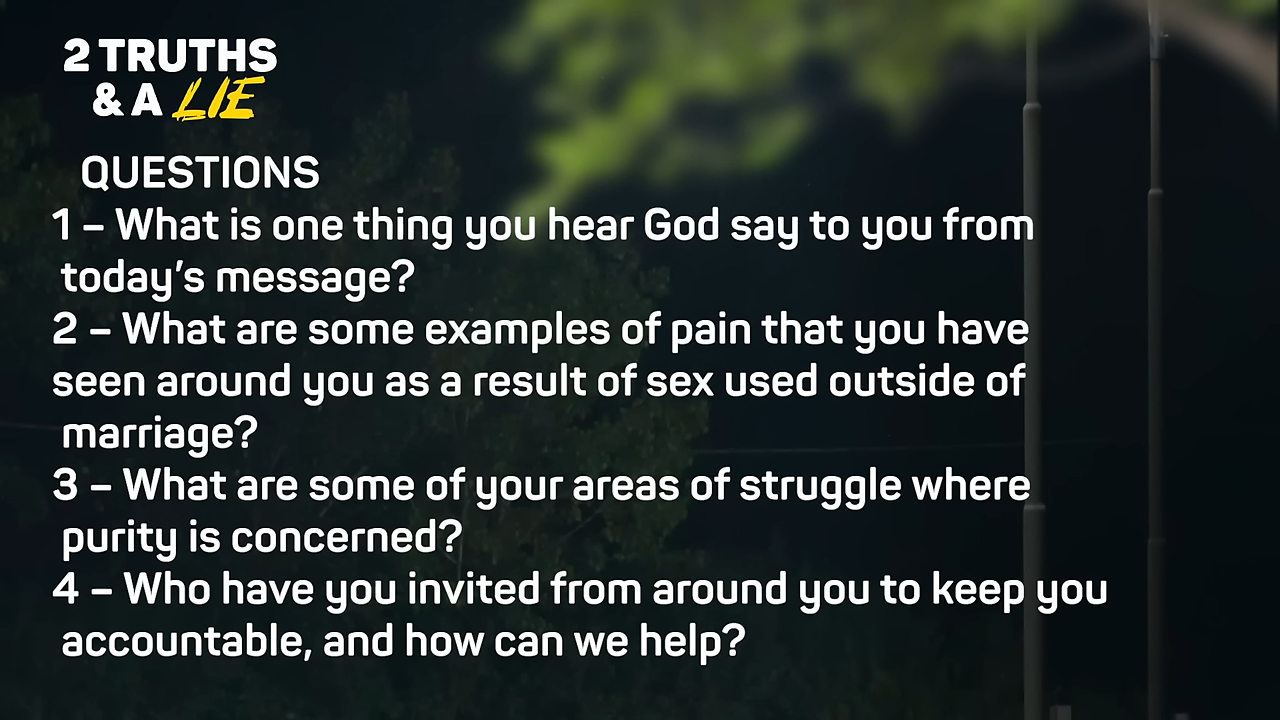 2 TRUTHS
& A LIE
QUESTIONS
1 – What is one thing you hear God say to you from
today’s message?
2 – What are some examples of pain that you have
seen around you as a result of sex used outside of
marriage?
3 – What are some of your areas of struggle where
purity is concerned?
4 – Who have you invited from around you to keep you
accountable, and how can we help?